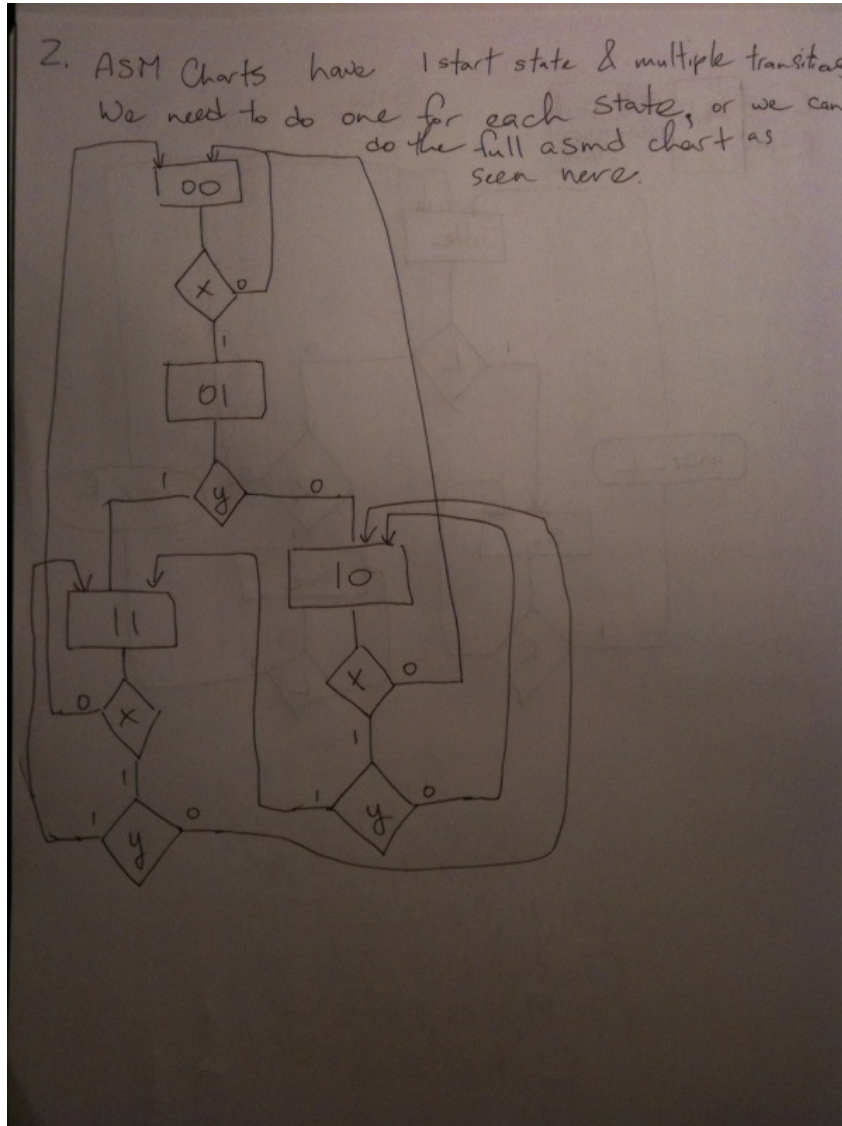 2. ASM Charts have 1 start state & multiple
We need to do one for each state, or we can
do the full asmd chart as
seen here.
00
x 0
1
01
1 y 0
10
11
x 0
0 x
1
1
1 y 0
1 y 0